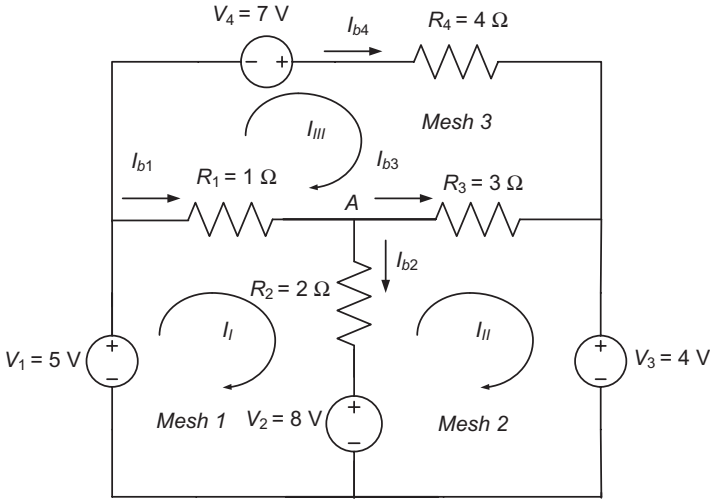 V4 = 7 V
Ib4
R4 = 4 Ω
IIII
Mesh 3
Ib1
R1 = 1 Ω
A
Ib3
R3 = 3 Ω
Ib2
R2 = 2 Ω
II
III
V1 = 5 V
V3 = 4 V
Mesh 1
V2 = 8 V
Mesh 2